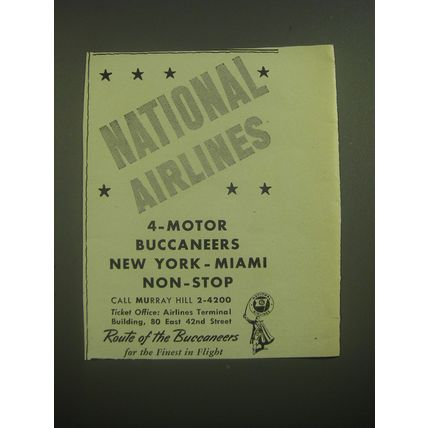 NATIONAL
AIRLINES
4-MOTOR
BUCCANEERS
NEW YORK - MIAMI
NON-STOP
CALL MURRAY HILL 2-4200
Ticket Office: Airlines Terminal
Building, 80 East 42nd Street
Route of the Buccaneers
for the Finest in Flight